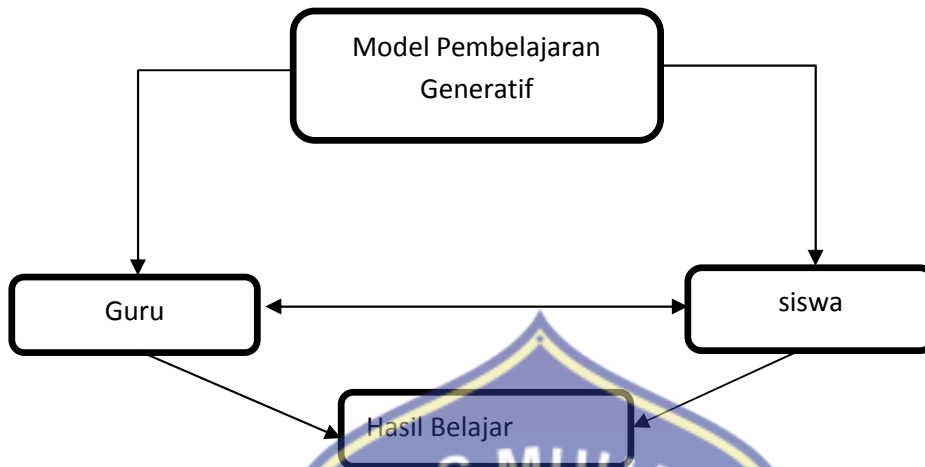 Model Pembelajaran
Generatif
Guru
siswa
Hasil Belajar